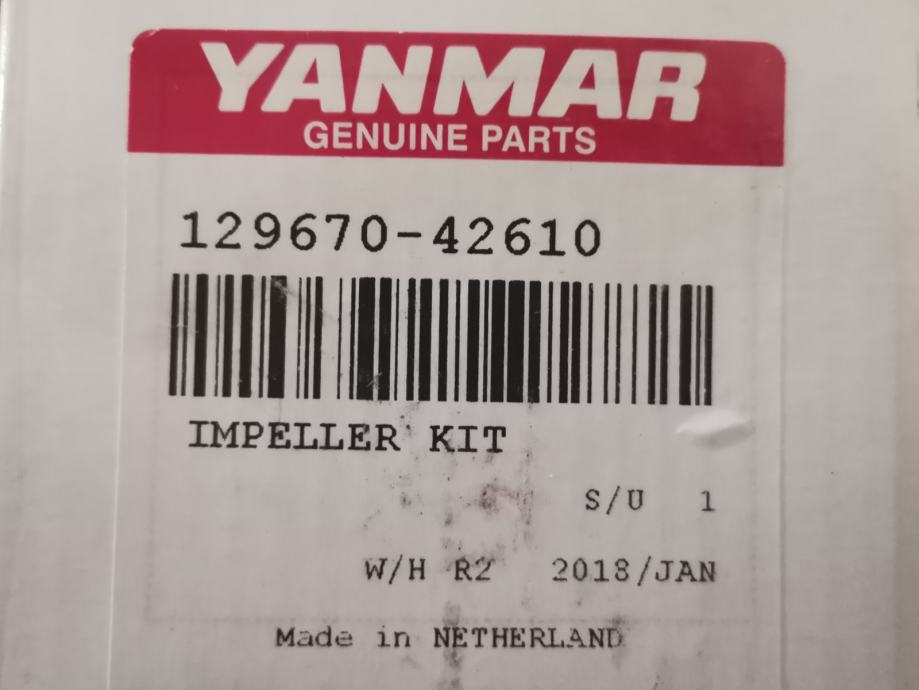 YANMAR
GENUINE PARTS
129670-42610
IMPELLER KIT
S/U 1
W/H R2 2018/JAN
Made in NETHERLAND